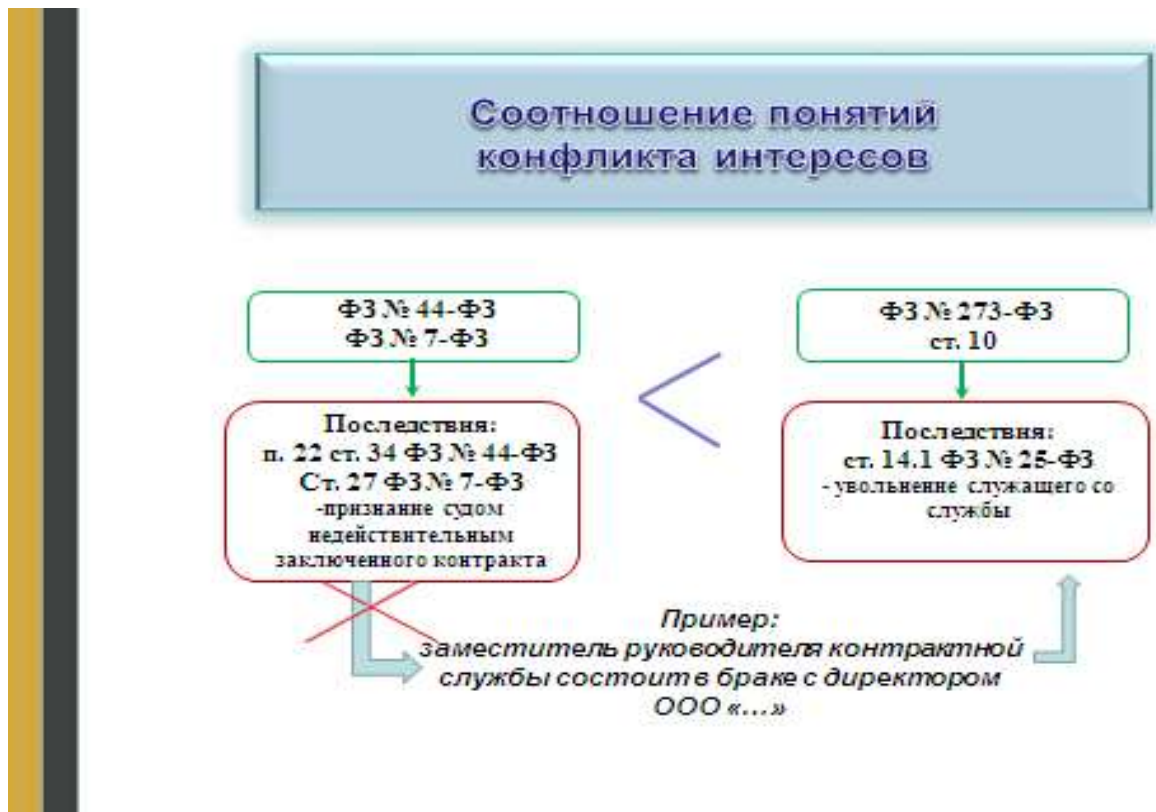 Соотношение понятий
конфликта интересов
ФЗ № 44-ФЗ
ФЗ № 7-ФЗ
Последствия:
п. 22 ст. 34 ФЗ № 44-ФЗ
Ст. 27 ФЗ № 7-ФЗ
-признание судом
недействительным
заключенного контракта
ФЗ № 273-ФЗ
ст. 10
Последствия:
ст. 14.1 ФЗ № 25-ФЗ
- увольнение служащего со
службы
Пример:
заместитель руководителя контрактной
службы состоит в браке с директором
ООО «...»